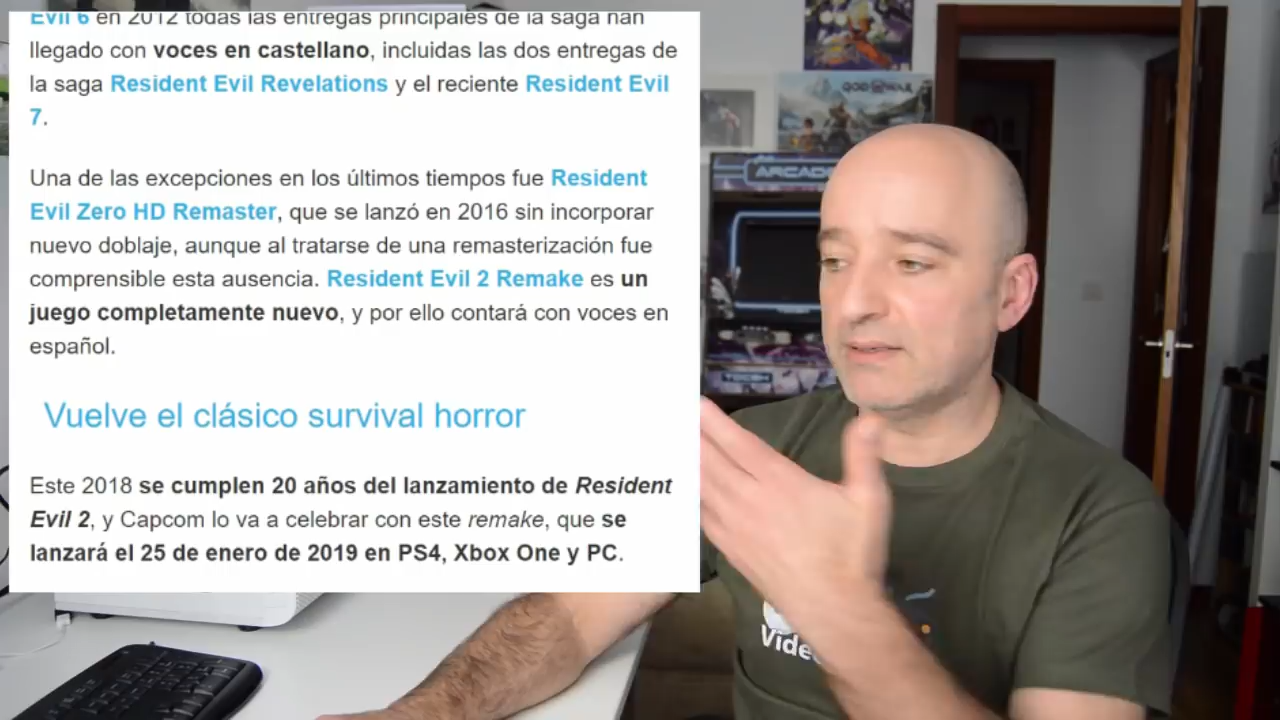 Evil 6 en 2012 todas las entregas principales de la saga han
llegado con voces en castellano, incluidas las dos entregas de
la saga Resident Evil Revelations y el reciente Resident Evil
7.
Una de las excepciones en los últimos tiempos fue Resident
Evil Zero HD Remaster, que se lanzó en 2016 sin incorporar
nuevo doblaje, aunque al tratarse de una remasterización fue
comprensible esta ausencia. Resident Evil 2 Remake es un
juego completamente nuevo, y por ello contará con voces en
español.
Vuelve el clásico survival horror
Este 2018 se cumplen 20 años del lanzamiento de Resident
Evil 2, y Capcom lo va a celebrar con este remake, que se
lanzará el 25 de enero de 2019 en PS4, Xbox One y PC.
GOD OF WAR
ARCADE